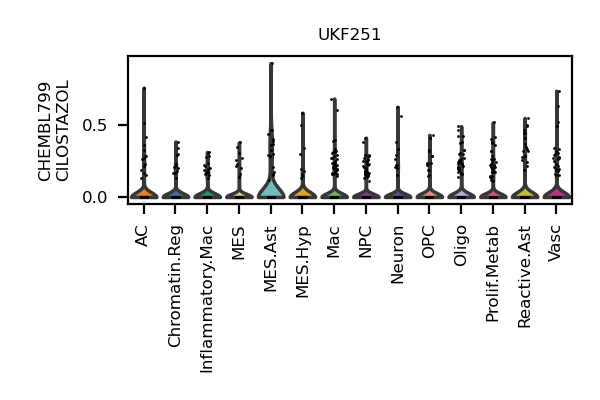 UKF251
CHEMBL799
CILOSTAZOL
0.5
0.0
AC
Chromatin.Reg
Inflammatory.Mac
MES
MES.Ast
MES.Hyp
Mac
NPC
Neuron
OPC
Oligo
Prolif.Metab
Reactive.Ast
Vasc